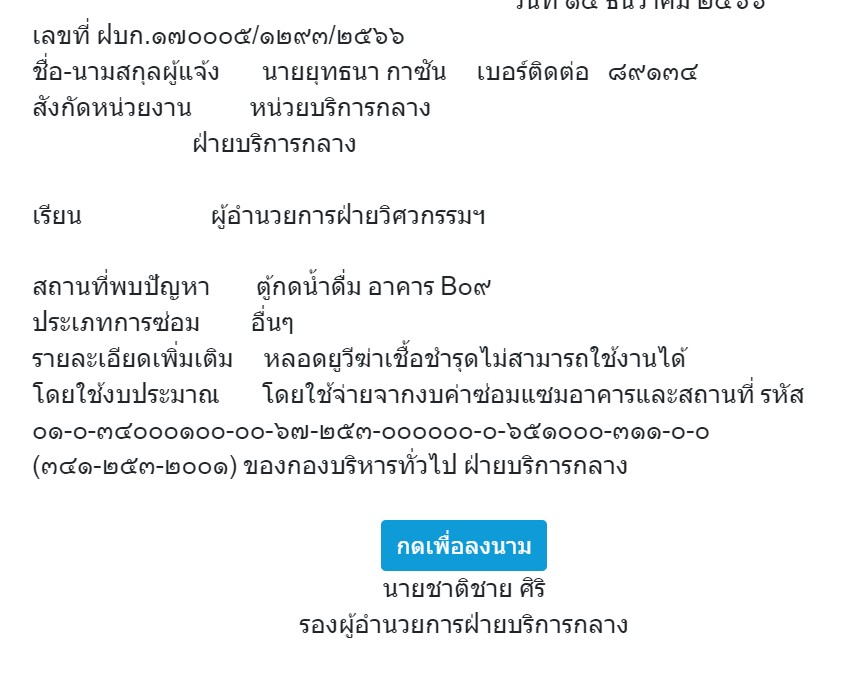 วันที่ ๑๔ ธันวาคม ๒๕๖๖
เลขที่ ฝบก.๑๗๐๐๐๕/๑๒๙๓/๒๕๖๖
ชื่อ-นามสกุลผู้แจ้ง นายยุทธนา กาซัน เบอร์ติดต่อ ๘๙๑๓๔
สังกัดหน่วยงาน หน่วยบริการกลาง
ฝ่ายบริการกลาง
เรียน ผู้อำนวยการฝ่ายวิศวกรรมฯ
สถานที่พบปัญหา ตู้กดน้ำดื่ม อาคาร B๐๙
ประเภทการซ่อม อื่นๆ
รายละเอียดเพิ่มเติม หลอดยูวีฆ่าเชื้อชำรุดไม่สามารถใช้งานได้
โดยใช้งบประมาณ โดยใช้จ่ายจากงบค่าซ่อมแซมอาคารและสถานที่ รหัส
๐๑-๐-๓๔๐๐๐๑๐๐-๐๐-๖๗-๒๕๓-๐๐๐๐๐๐-๐-๖๕๑๐๐๐-๓๑๑-๐-๐
(๓๔๑-๒๕๓-๒๐๐๑) ของกองบริหารทั่วไป ฝ่ายบริการกลาง
กดเพื่อลงนาม
นายชาติชาย ศิริ
รองผู้อำนวยการฝ่ายบริการกลาง